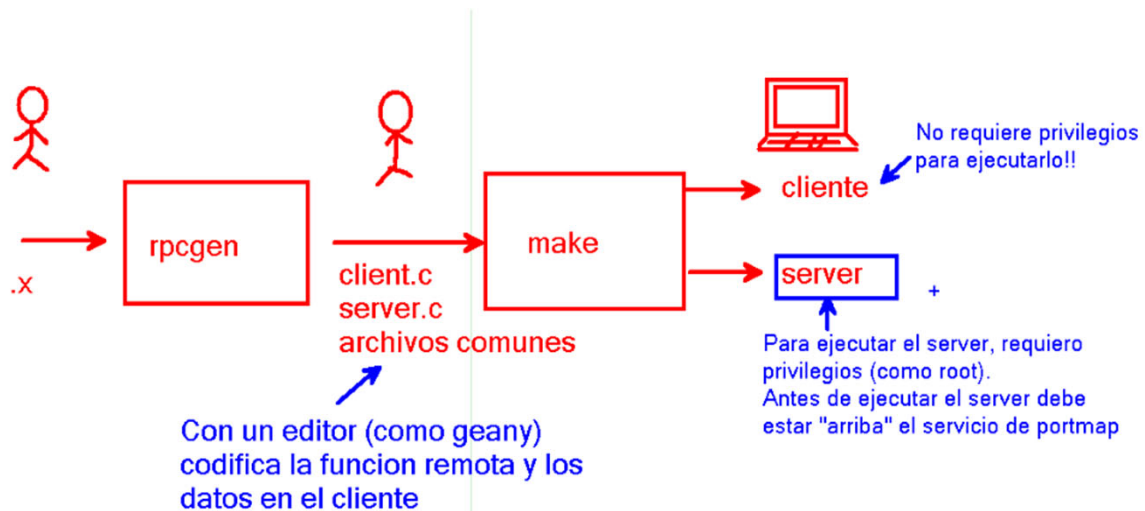 .x
rpcgen
client.c
server.c
archivos comunes
Con un editor (como geany)
codifica la funcion remota y los
datos en el cliente
make
cliente
No requiere privilegios
para ejecutarlo!!
server
+
Para ejecutar el server, requiero
privilegios (como root).
Antes de ejecutar el server debe
estar "arriba" el servicio de portmap